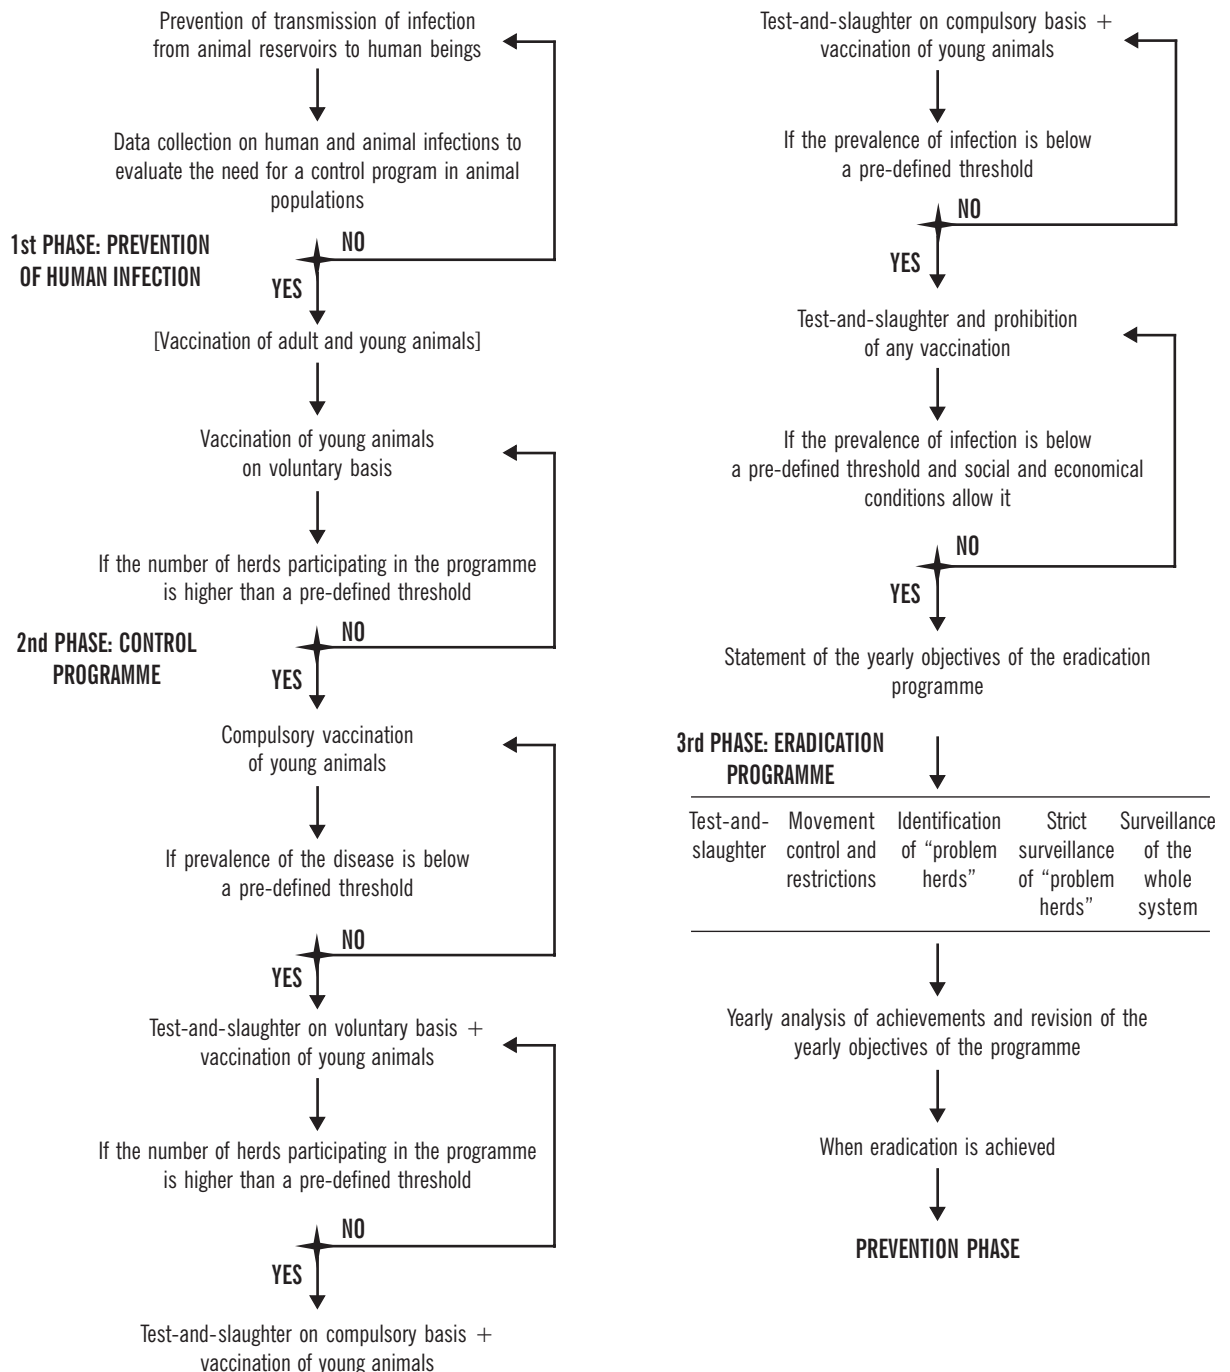 Prevention of transmission of infection
from animal reservoirs to human beings
Data collection on human and animal infections to
evaluate the need for a control program in animal
populations
1st PHASE: PREVENTION
OF HUMAN INFECTION
NO
YES
[Vaccination of adult and young animals]
Vaccination of young animals
on voluntary basis
If the number of herds participating in the programme
is higher than a pre-defined threshold
2nd PHASE: CONTROL
PROGRAMME
NO
YES
Compulsory vaccination
of young animals
If prevalence of the disease is below
a pre-defined threshold
NO
YES
Test-and-slaughter on voluntary basis +
vaccination of young animals
If the number of herds participating in the programme
is higher than a pre-defined threshold
NO
YES
Test-and-slaughter on compulsory basis +
vaccination of young animals
Test-and-slaughter on compulsory basis +
vaccination of young animals
If the prevalence of infection is below
a pre-defined threshold
NO
YES
Test-and-slaughter and prohibition
of any vaccination
If the prevalence of infection is below
a pre-defined threshold and social and economical
conditions allow it
NO
YES
Statement of the yearly objectives of the eradication
programme
3rd PHASE: ERADICATION
PROGRAMME
Test-and-
slaughter
Movement
control and
restrictions
Identification
of “problem
herds”
Strict
surveillance
of “problem
herds”
Surveillance
of the
whole
system
Yearly analysis of achievements and revision of the
yearly objectives of the programme
When eradication is achieved
PREVENTION PHASE